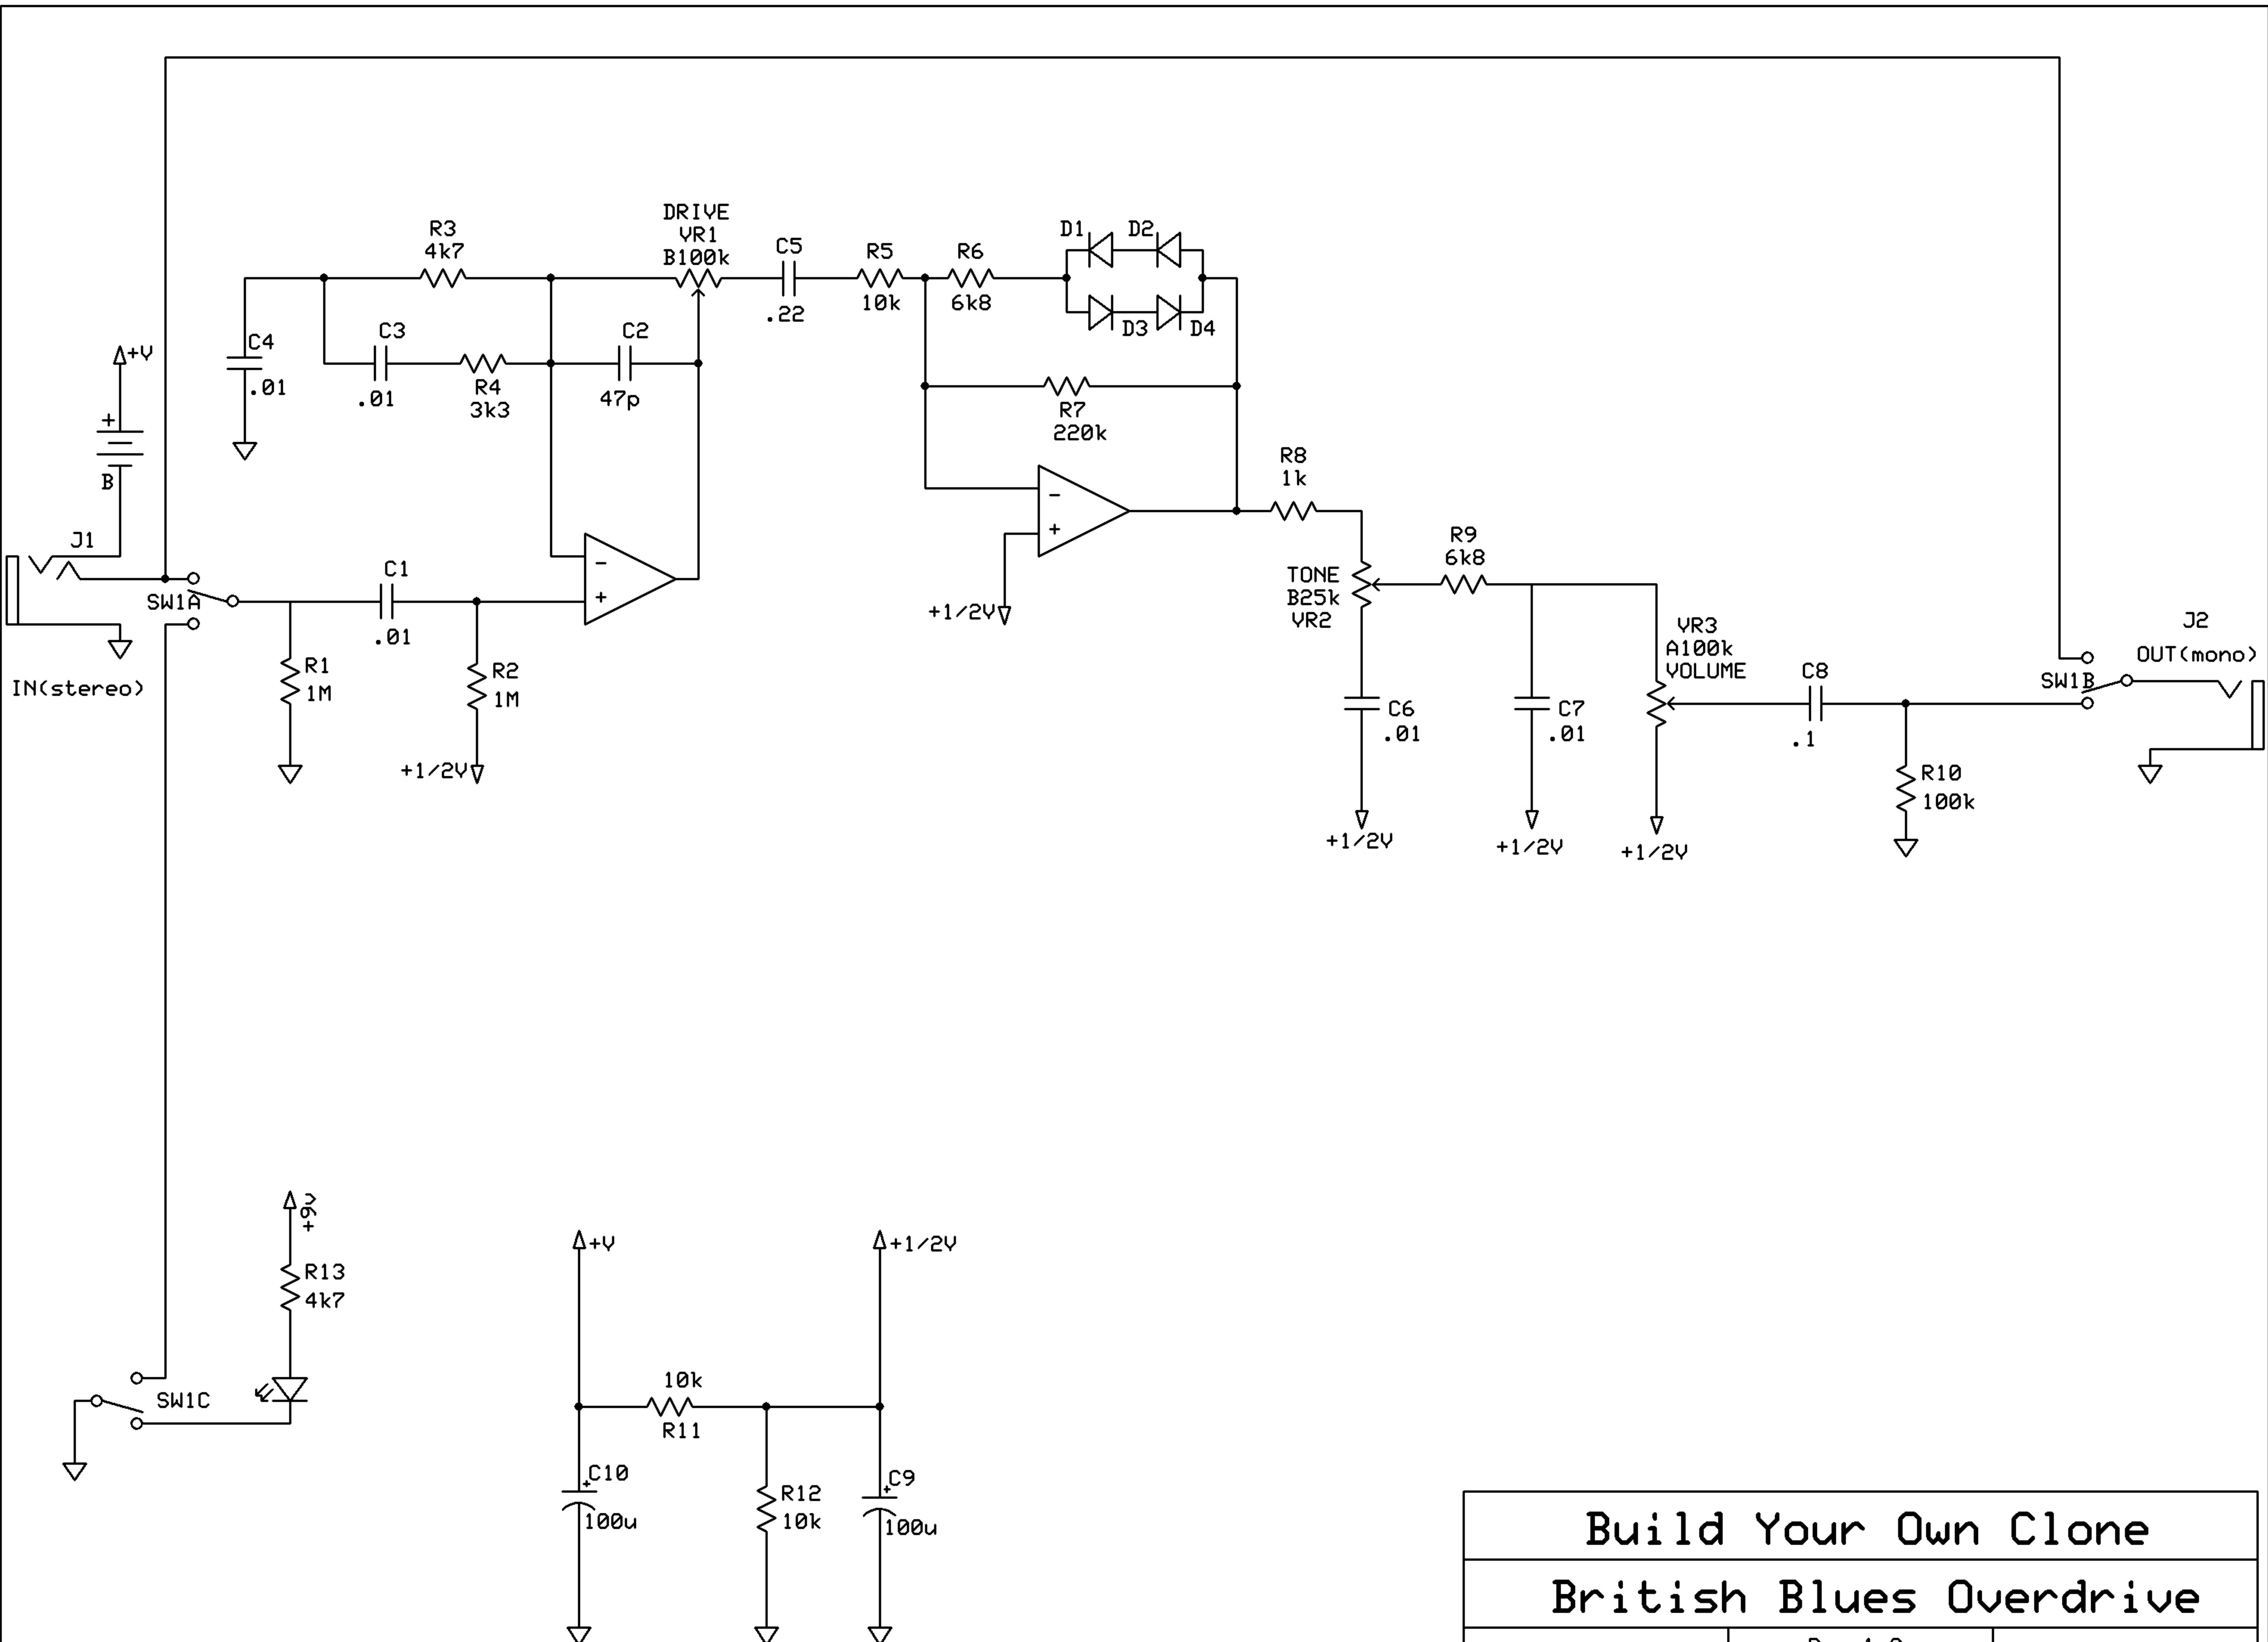 DRIVE
VR1
B100k
R3
4k7
C5
.22
R5
10k
R6
6k8
D1
D2
D3
D4
C4
.01
C3
.01
R4
3k3
C2
47p
R7
220k
+V
+
B
J1
SW1A
IN(stereo)
C1
.01
R1
1M
R2
1M
+1/2V
-
+
-
+
+1/2V
R8
1k
TONE
B25k
VR2
R9
6k8
C6
.01
+1/2V
C7
.01
+1/2V
VR3
A100k
VOLUME
+1/2V
C8
.1
R10
100k
SW1B
J2
OUT(mono)
+9V
R13
4k7
SW1C
+V
+1/2V
10k
R11
+
C10
100u
R12
10k
+
C9
100u
Build Your Own Clone
British Blues Overdrive